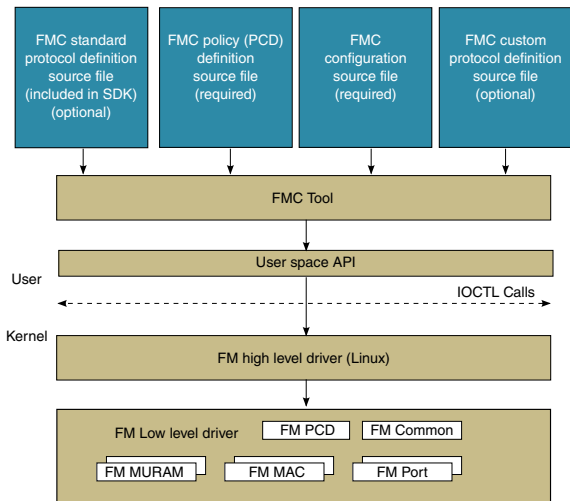 FMC standard
protocol definition
source file
(included in SDK)
(optional)
FMC policy (PCD)
definition
source file
(required)
FMC
configuration
source file
(required)
FMC custom
protocol definition
source file
(optional)
FMC Tool
User space API
User
IOCTL Calls
Kernel
FM high level driver (Linux)
FM Low level driver
FM PCD
FM Common
FM MURAM
FM MAC
FM Port